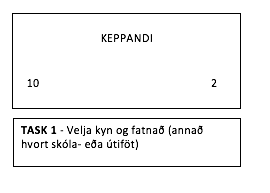 KEPPANDI
10 2
TASK 1 - Velja kyn og fatnað (annað
hvort skóla- eða útiföt)